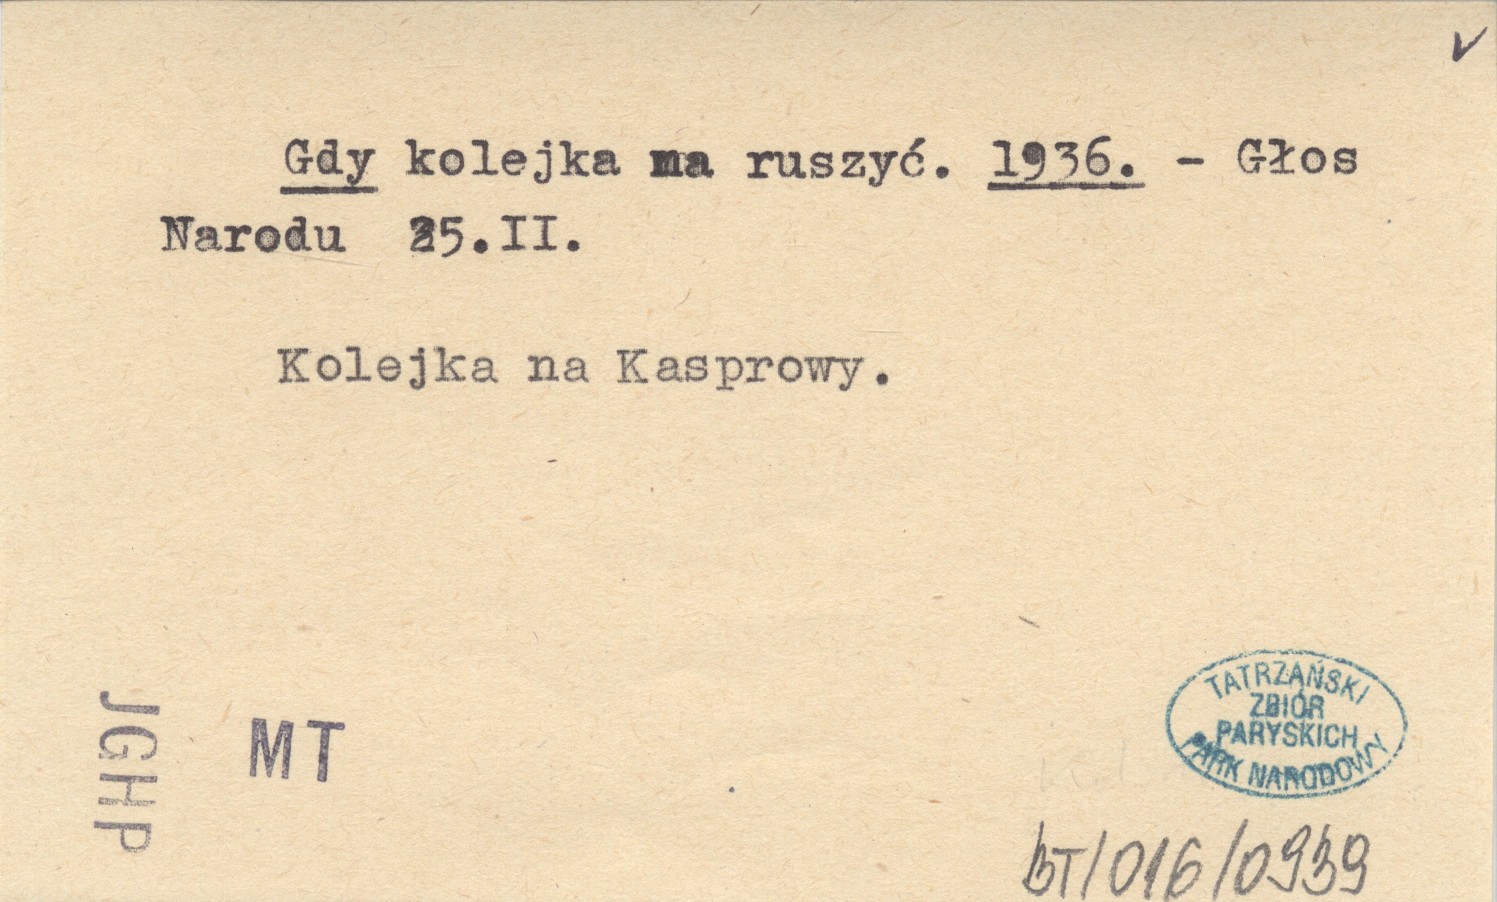 Gdy kolejka ma ruszyć. 1936. - Głos
Narodu 25.II.
Kolejka na Kasprowy.
JGHP
MT
TATRZAŃSKI
ZBIÓR
PARYSKICH
PARK NARODOWY
BT/016/0939